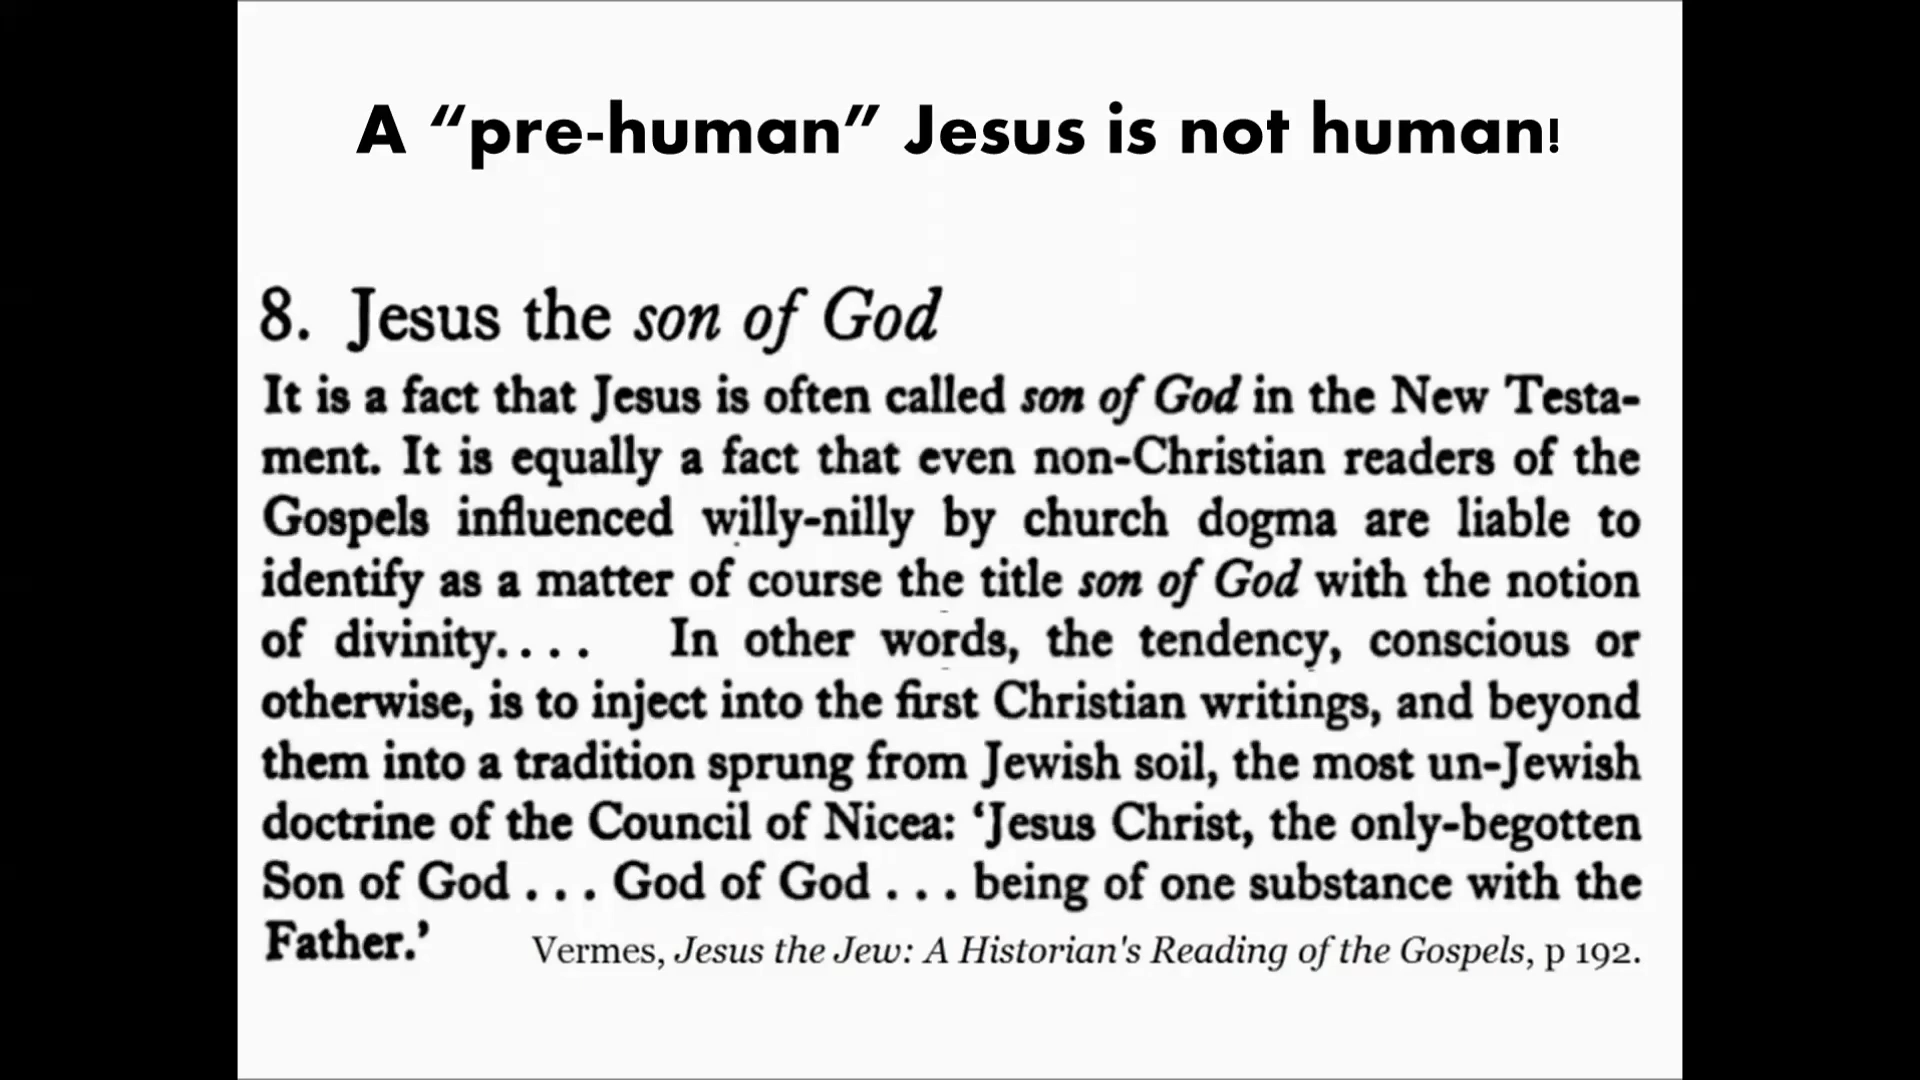 A “pre-human” Jesus is not human!
8. Jesus the son of God
It is a fact that Jesus is often called son of God in the New Testa-
ment. It is equally a fact that even non-Christian readers of the
Gospels influenced willy-nilly by church dogma are liable to
identify as a matter of course the title son of God with the notion
of divinity.... In other words, the tendency, conscious or
otherwise, is to inject into the first Christian writings, and beyond
them into a tradition sprung from Jewish soil, the most un-Jewish
doctrine of the Council of Nicea: ‘Jesus Christ, the only-begotten
Son of God . . . God of God . . . being of one substance with the
Father.’ Vermes, Jesus the Jew: A Historian's Reading of the Gospels, p 192.